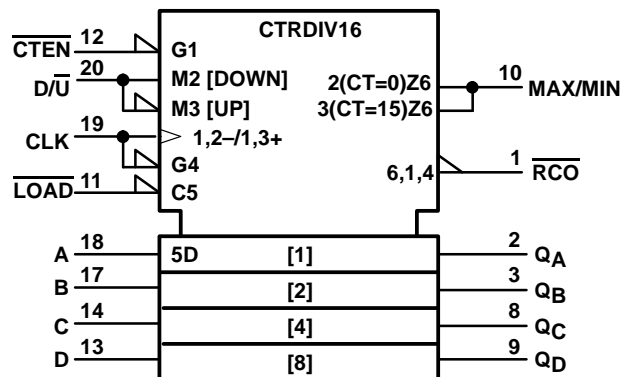 CTRDIV16
CTEN 12 G1
D/U 20 M2 [DOWN] 2(CT=0)Z6 10 MAX/MIN
M3 [UP] 3(CT=15)Z6
CLK 19 1,2–/1,3+
G4 6,1,4 1 RCO
LOAD 11 C5
A 18 5D [1] 2 QA
B 17 [2] 3 QB
C 14 [4] 8 QC
D 13 [8] 9 QD